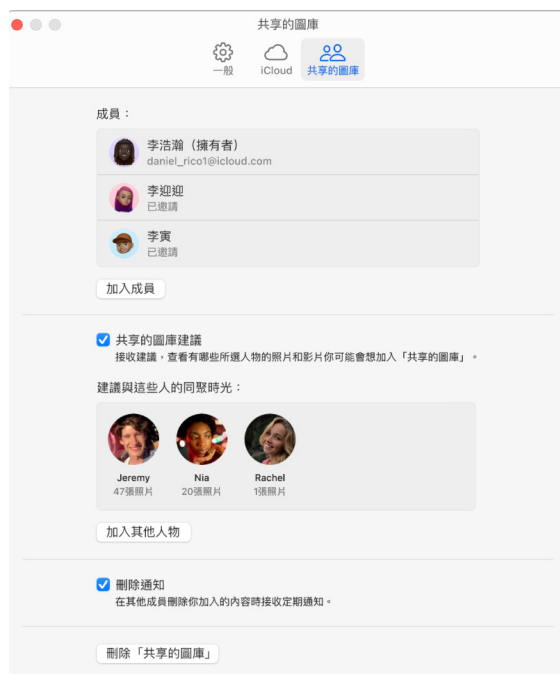 共享的圖庫
一般
iCloud
共享的圖庫
成員：
李浩瀚（擁有者）
daniel_rico1@icloud.com
李迎迎
已邀請
李寅
已邀請
加入成員
共享的圖庫建議
接收建議，查看有哪些所選人物的照片和影片你可能會想加入「共享的圖庫」。
建議與這些人的同聚時光：
Jeremy
47張照片
Nia
20張照片
Rachel
1張照片
加入其他人物
刪除通知
在其他成員刪除你加入的內容時接收定期通知。
刪除「共享的圖庫」